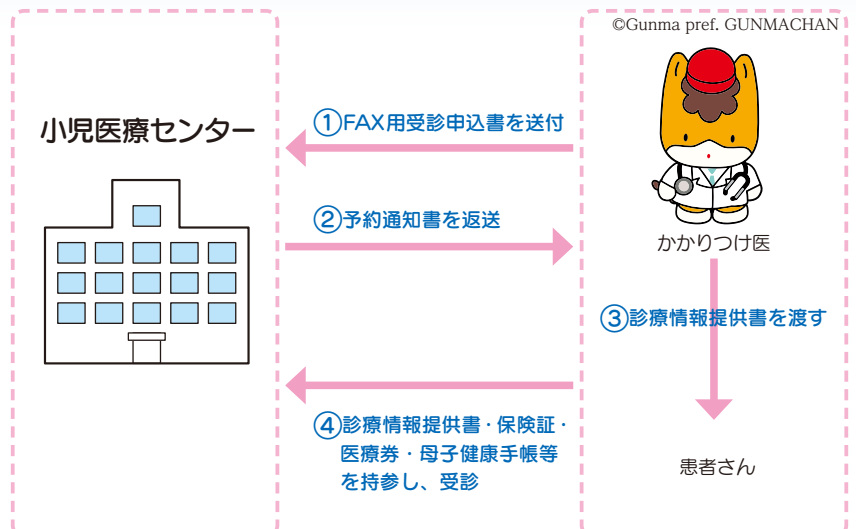 ©Gunma pref. GUNMACHAN
小児医療センター
①FAX用受診申込書を送付
②予約通知書を返送
かかりつけ医
③診療情報提供書を渡す
④診療情報提供書・保険証・
医療券・母子健康手帳等
を持参し、受診
患者さん